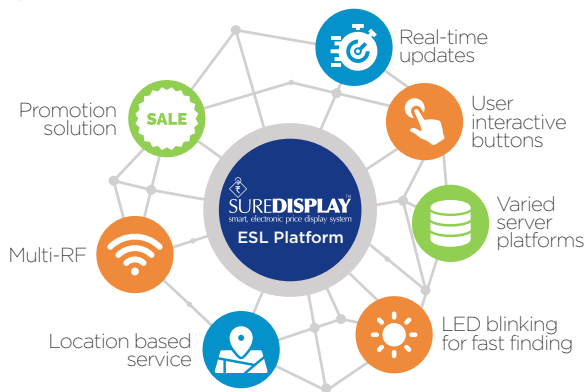 Real-time
updates
Promotion
solution
SALE
User
interactive
buttons
SUREDISPLAY™
smart, electronic price display system
ESL Platform
Varied
server
platforms
Multi-RF
Location based
service
LED blinking
for fast finding